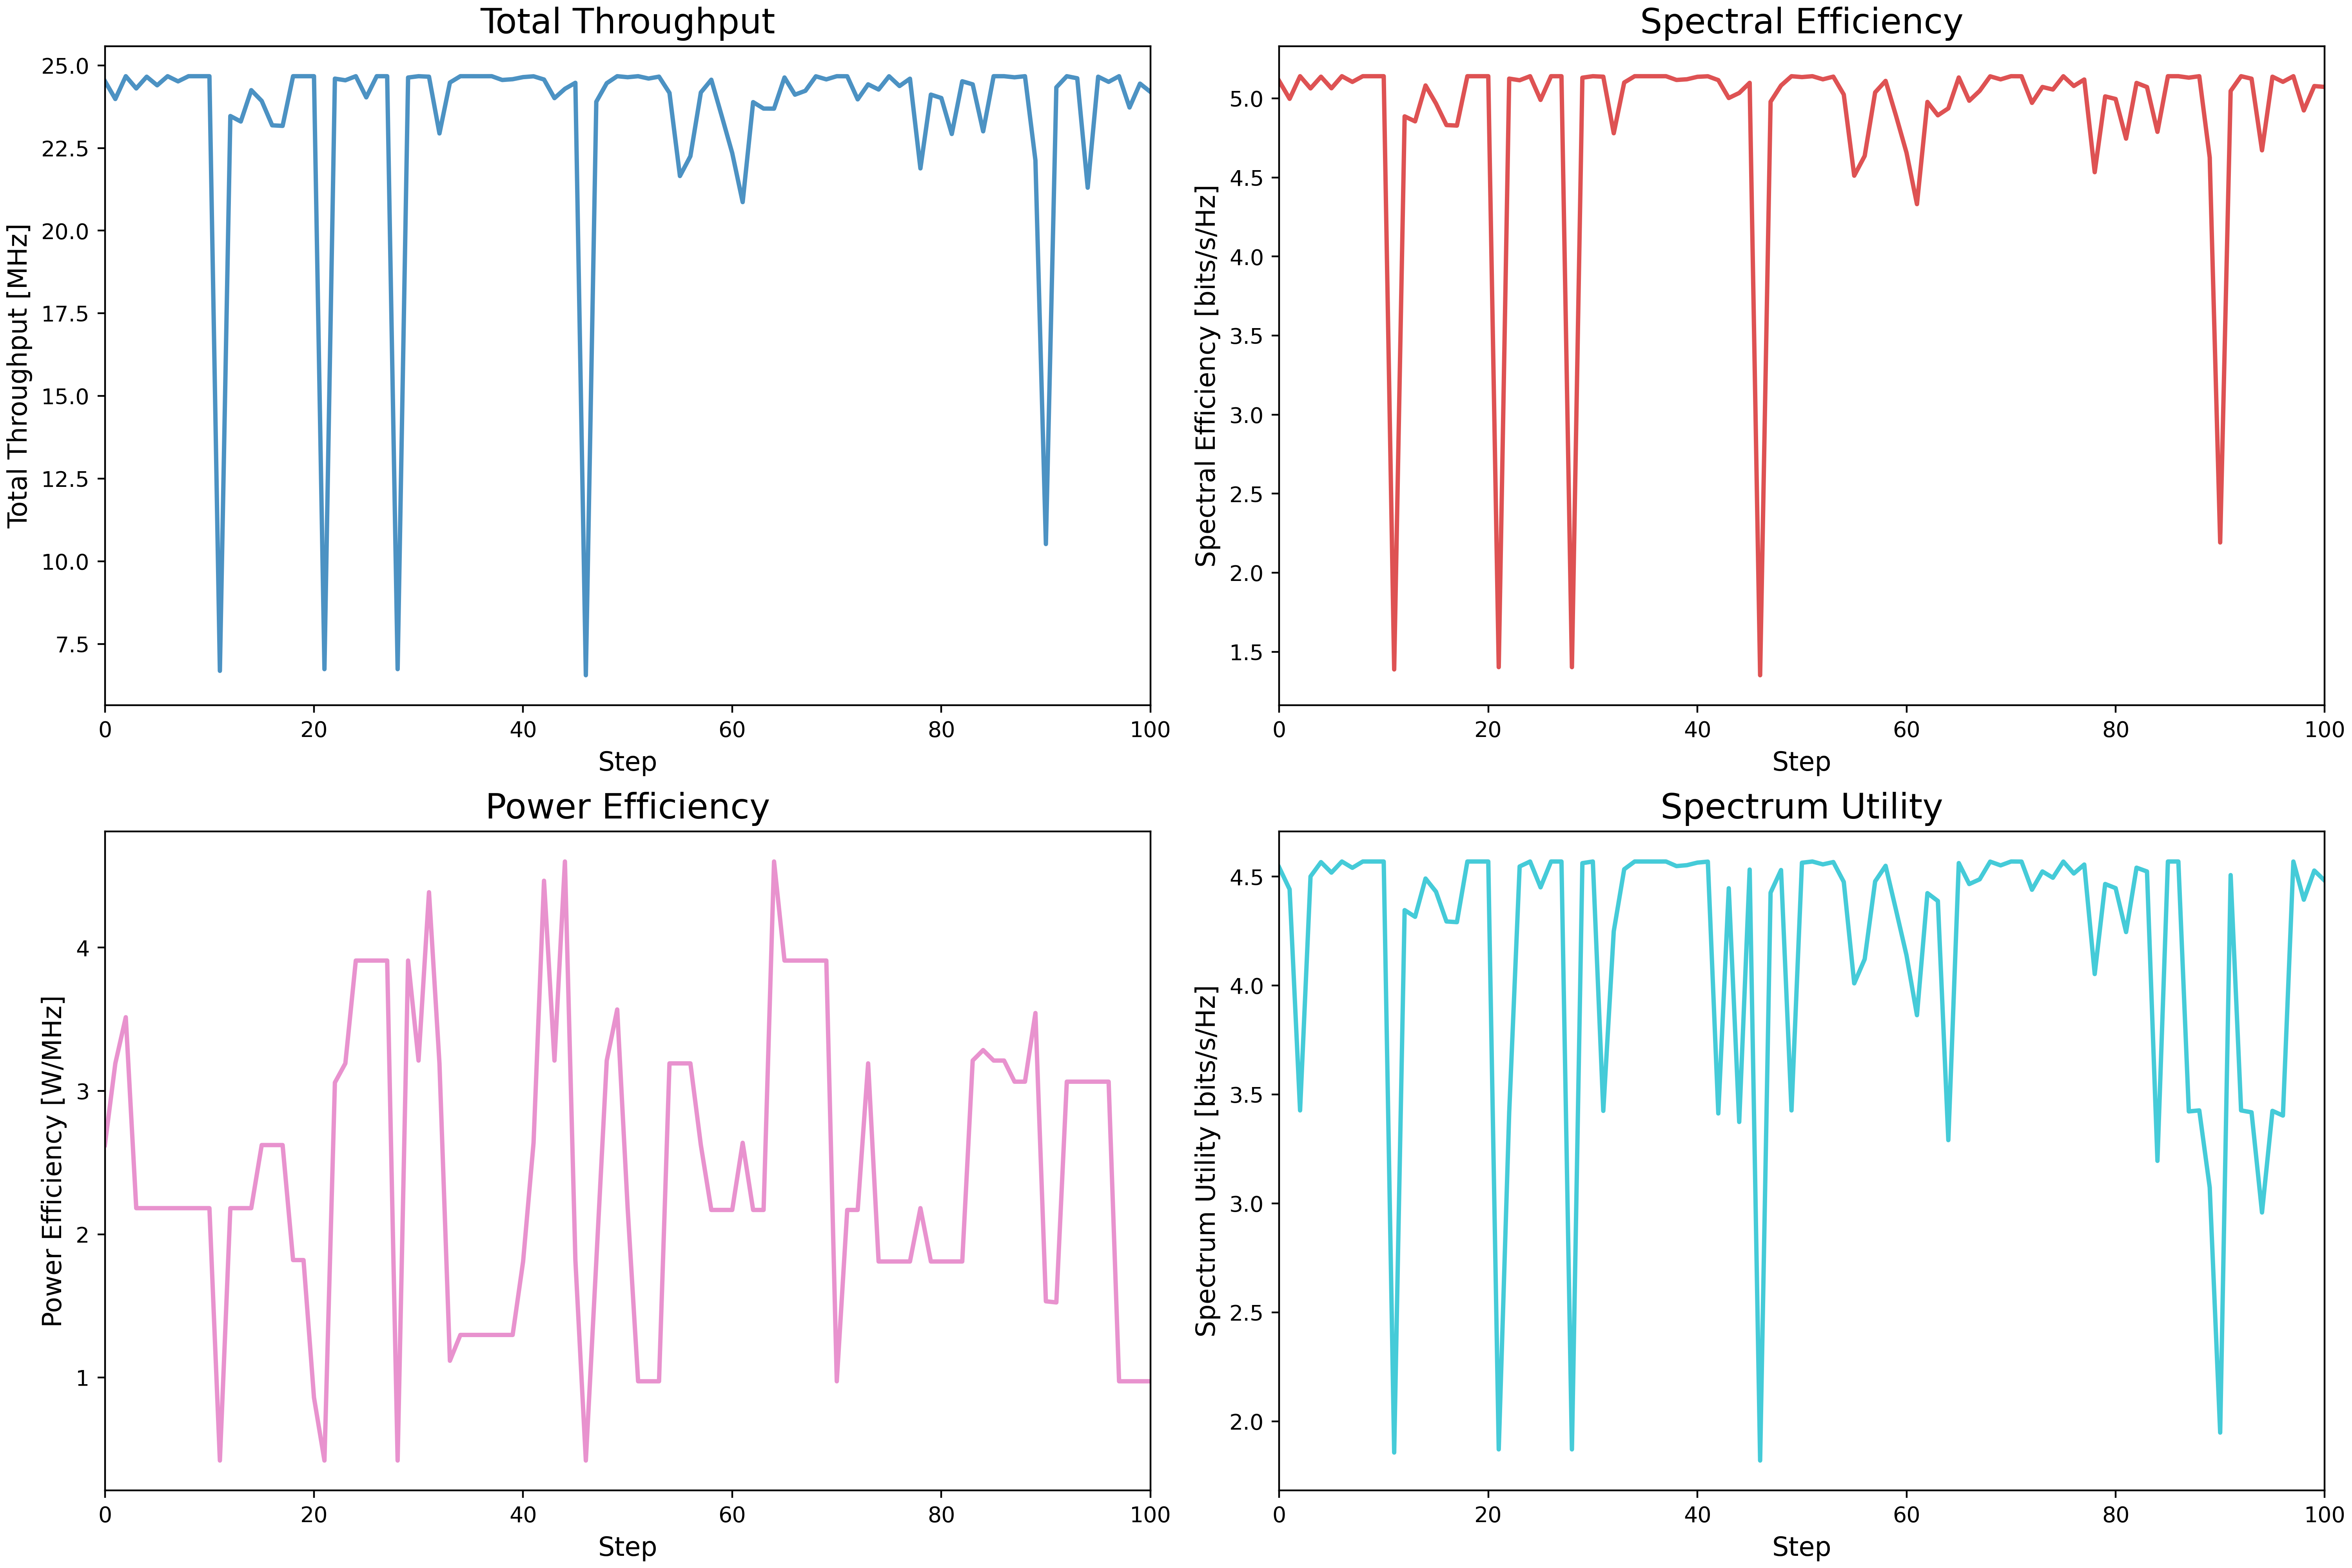 Total Throughput
Total Throughput [MHz]
25.0
22.5
20.0
17.5
15.0
12.5
10.0
7.5
0 20 40 60 80 100
Step
Spectral Efficiency
Spectral Efficiency [bits/s/Hz]
5.0
4.5
4.0
3.5
3.0
2.5
2.0
1.5
0 20 40 60 80 100
Step
Power Efficiency
Power Efficiency [W/MHz]
4
3
2
1
0 20 40 60 80 100
Step
Spectrum Utility
Spectrum Utility [bits/s/Hz]
4.5
4.0
3.5
3.0
2.5
2.0
0 20 40 60 80 100
Step